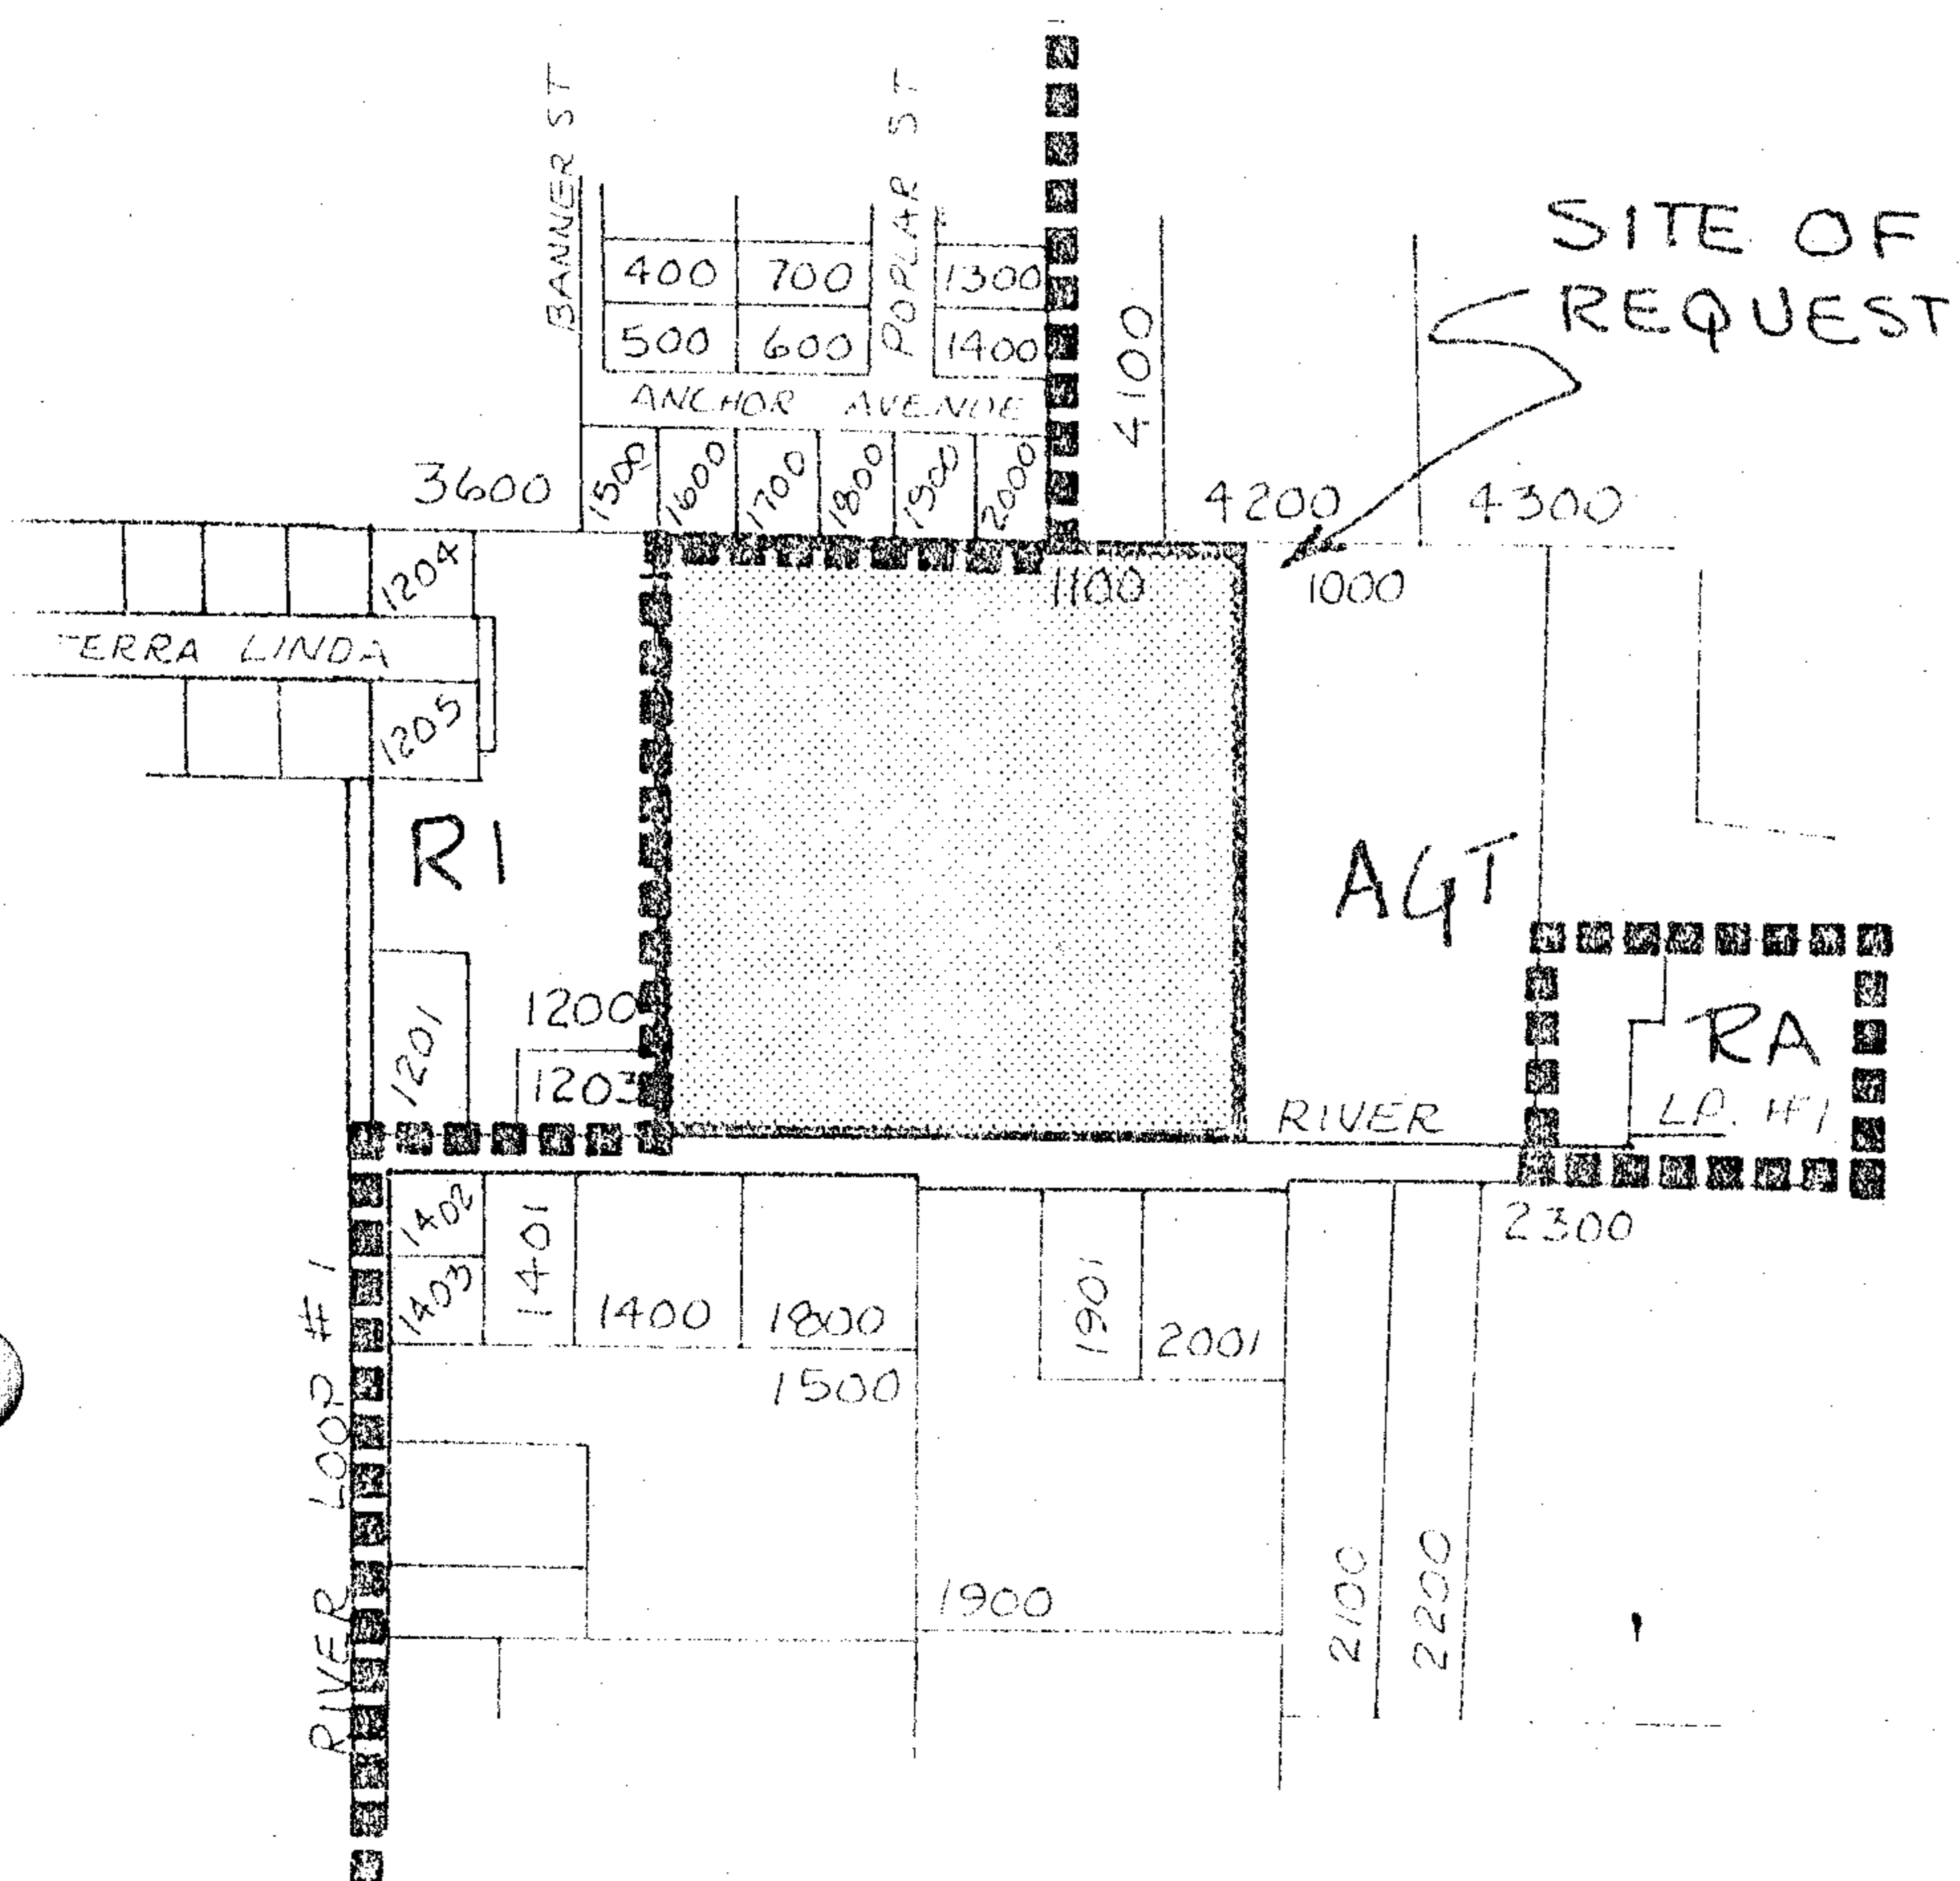 BANNER ST
POPLAR ST
SITE OF
REQUEST
400 700 1300
500 600 1400
4100
ANCHOR AVENUE
3600 1500 1600 1700 1800 1900 2000 4200 4300
1204 1100 1000
TERRA LINDA
1205
R1
AGT
1200
RA
1201
1203
RIVER LP. #1
1402 1401 2300
1403 1400 1800 1901 2001
1500
RIVER LOOP #1
1900 2100 2200